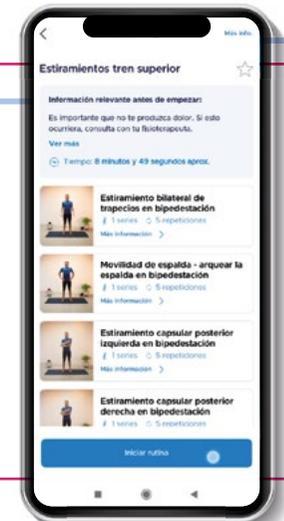 Más info.
Estiramientos tren superior
Información relevante antes de empezar:
Es importante que no te produzca dolor. Si esto
ocurriera, consulta con tu fisioterapeuta.
Ver más
Tiempo: 8 minutos y 49 segundos aprox.
Estiramiento bilateral de
trapecios en bipedestación
1 series 5 repeticiones
Más información
Movilidad de espalda - arquear la
espalda en bipedestación
1 series 5 repeticiones
Más información
Estiramiento capsular posterior
izquierda en bipedestación
1 series 5 repeticiones
Más información
Estiramiento capsular posterior
derecha en bipedestación
1 series 5 repeticiones
Iniciar rutina